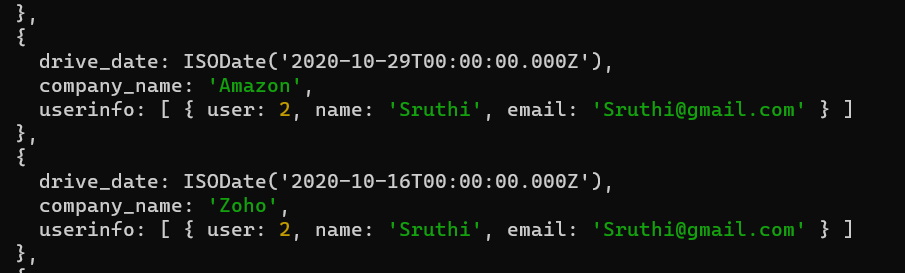 },
{
drive_date: ISODate('2020-10-29T00:00:00.000Z'),
company_name: 'Amazon',
userinfo: [ { user: 2, name: 'Sruthi', email: 'Sruthi@gmail.com' } ]
},
{
drive_date: ISODate('2020-10-16T00:00:00.000Z'),
company_name: 'Zoho',
userinfo: [ { user: 2, name: 'Sruthi', email: 'Sruthi@gmail.com' } ]
},